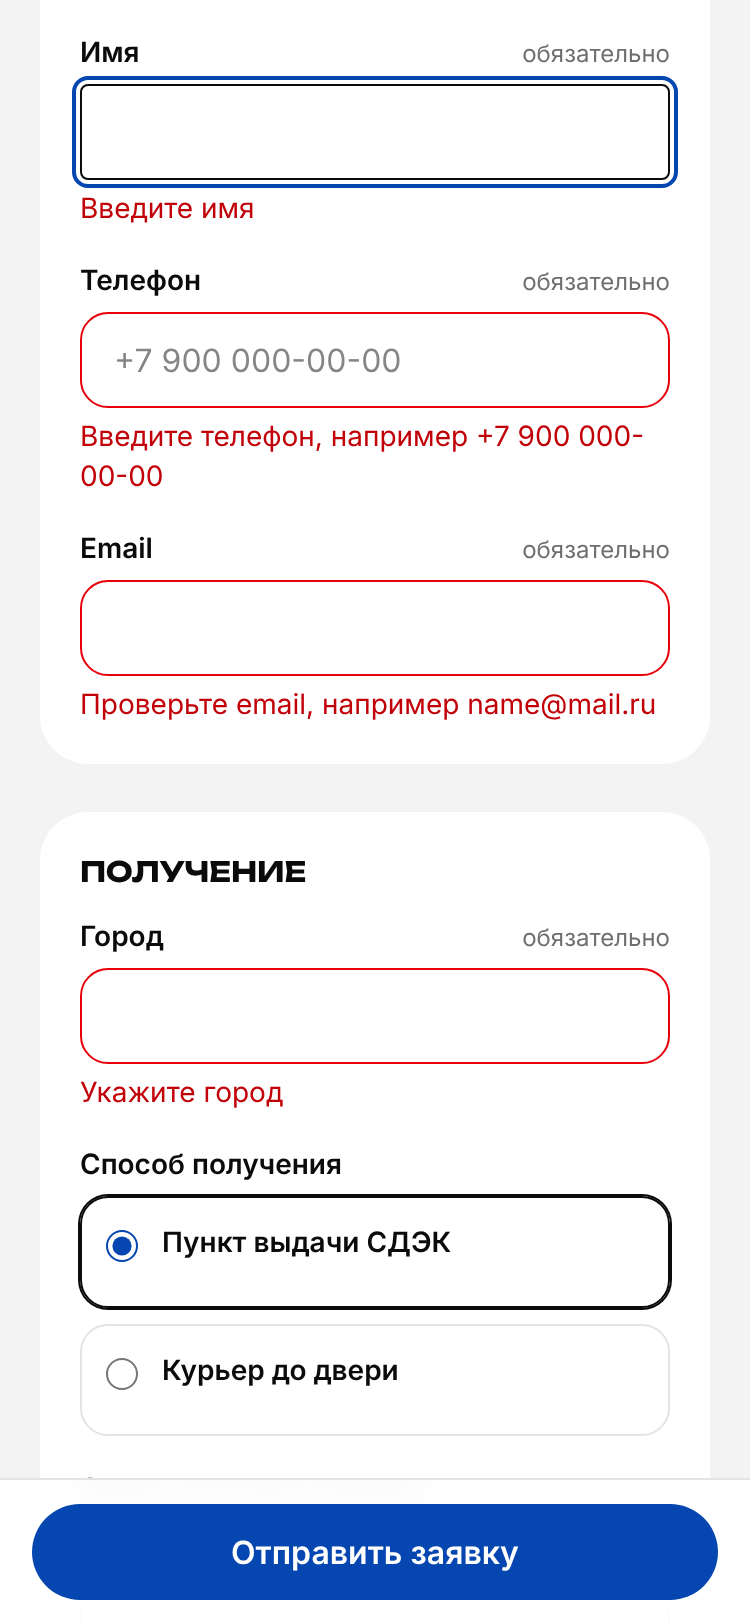 Имя обязательно
Введите имя
Телефон обязательно
+7 900 000-00-00
Введите телефон, например +7 900 000-
00-00
Email обязательно
Проверьте email, например name@mail.ru
ПОЛУЧЕНИЕ
Город обязательно
Укажите город
Способ получения
Пункт выдачи СДЭК
Курьер до двери
Отправить заявку